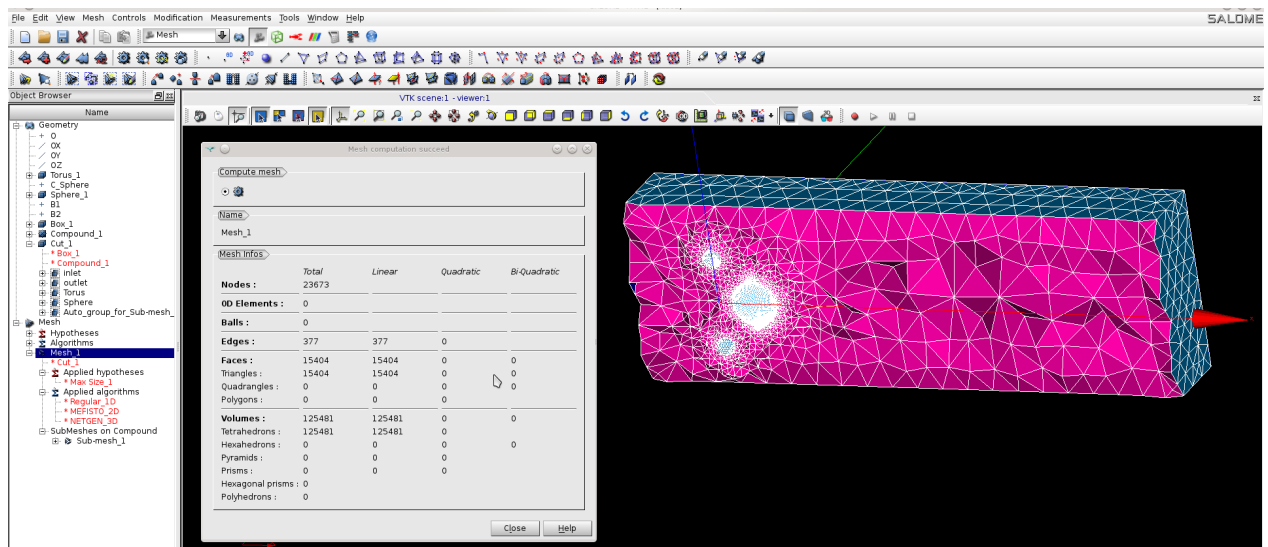 File Edit View Mesh Controls Modification Measurements Tools Window Help
SALOME
Mesh
Object Browser
VTK scene:1 - viewer:1
Name
Geometry
O
OX
OY
OZ
Torus_1
C_Sphere
Sphere_1
B1
B2
Box_1
Compound_1
Cut_1
* Box_1
* Compound_1
inlet
outlet
Torus
Sphere
Auto_group_for_Sub-mesh_
Mesh
Hypotheses
Algorithms
Mesh_1
* Cut_1
Applied hypotheses
* Max Size_1
Applied algorithms
* Regular_1D
* MEFISTO_2D
* NETGEN_3D
SubMeshes on Compound
Sub-mesh_1
Mesh computation succeed
Compute mesh
Name
Mesh_1
Mesh Infos
Total Linear Quadratic Bi-Quadratic
Nodes : 23673
0D Elements : 0
Balls : 0
Edges : 377 377 0
Faces : 15404 15404 0 0
Triangles : 15404 15404 0 0
Quadrangles : 0 0 0 0
Polygons : 0 0 0
Volumes : 125481 125481 0 0
Tetrahedrons : 125481 125481 0
Hexahedrons : 0 0 0 0
Pyramids : 0 0 0
Prisms : 0 0 0
Hexagonal prisms : 0
Polyhedrons : 0
Close Help